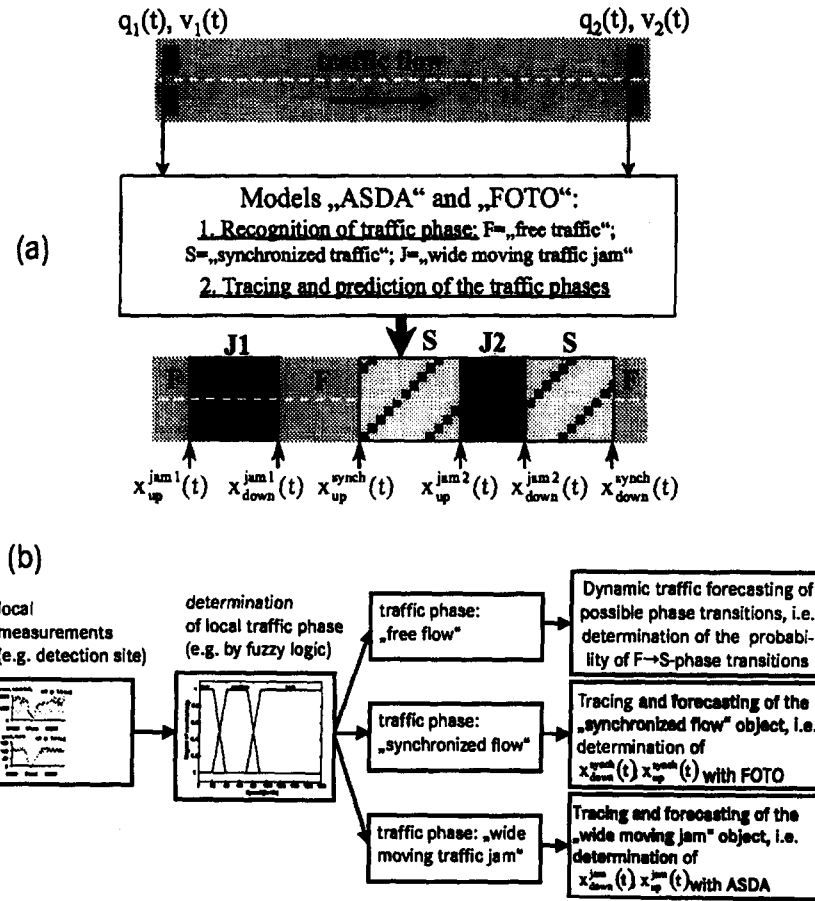 q₁(t), v₁(t)
q₂(t), v₂(t)
traffic flow
(a)
Models „ASDA“ and „FOTO“:
1. Recognition of traffic phase: F=„free traffic“;
S=„synchronized traffic“; J=„wide moving traffic jam“
2. Tracing and prediction of the traffic phases
J1 S J2 S
F F F
x_up^jam1(t) x_down^jam1(t) x_up^synch(t) x_up^jam2(t) x_down^jam2(t) x_down^synch(t)
(b)
local
measurements
(e.g. detection site)
determination
of local traffic phase
(e.g. by fuzzy logic)
traffic phase:
„free flow“
Dynamic traffic forecasting of
possible phase transitions, i.e.
determination of the probabi-
lity of F→S-phase transitions
traffic phase:
„synchronized flow“
Tracing and forecasting of the
„synchronized flow“ object, i.e.
determination of
x_down^synch(t) x_up^synch(t) with FOTO
traffic phase: „wide
moving traffic jam“
Tracing and forecasting of the
„wide moving jam“ object, i.e.
determination of
x_down^jam(t) x_up^jam(t) with ASDA